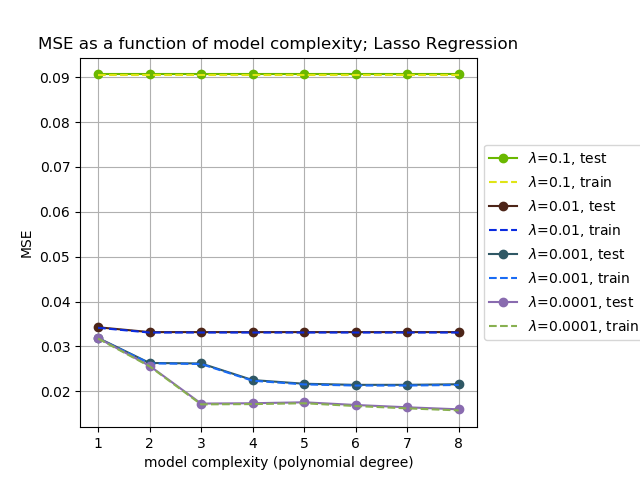 MSE as a function of model complexity; Lasso Regression
0.09
0.08
0.07
0.06
0.05
0.04
0.03
0.02
MSE
1 2 3 4 5 6 7 8
model complexity (polynomial degree)
λ=0.1, test
λ=0.1, train
λ=0.01, test
λ=0.01, train
λ=0.001, test
λ=0.001, train
λ=0.0001, test
λ=0.0001, train